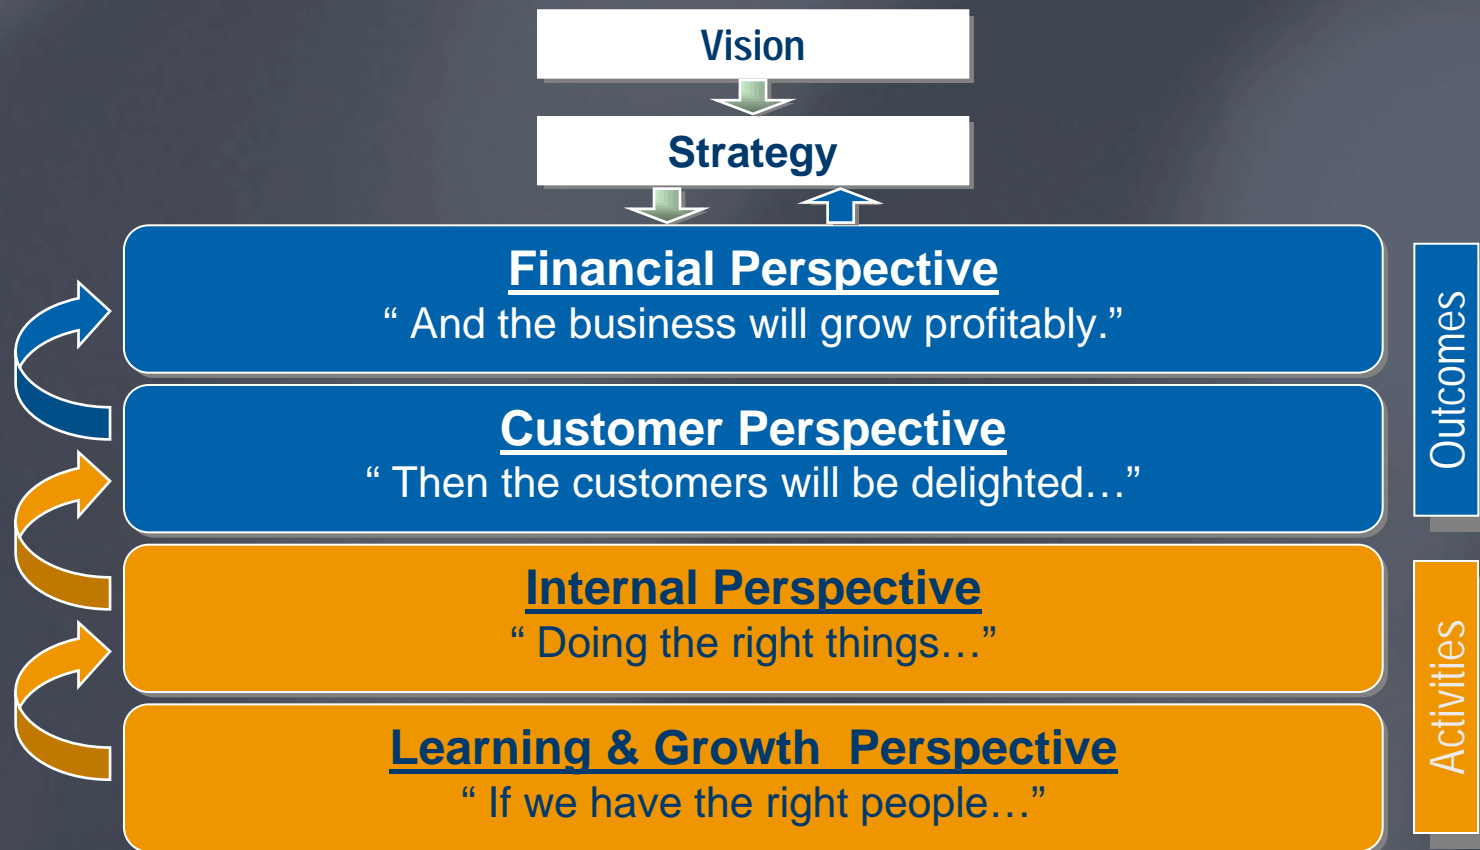 Vision
Strategy
Financial Perspective
“ And the business will grow profitably.”
Customer Perspective
“ Then the customers will be delighted…”
Internal Perspective
“ Doing the right things…”
Learning & Growth  Perspective
“ If we have the right people…”
Outcomes
Activities